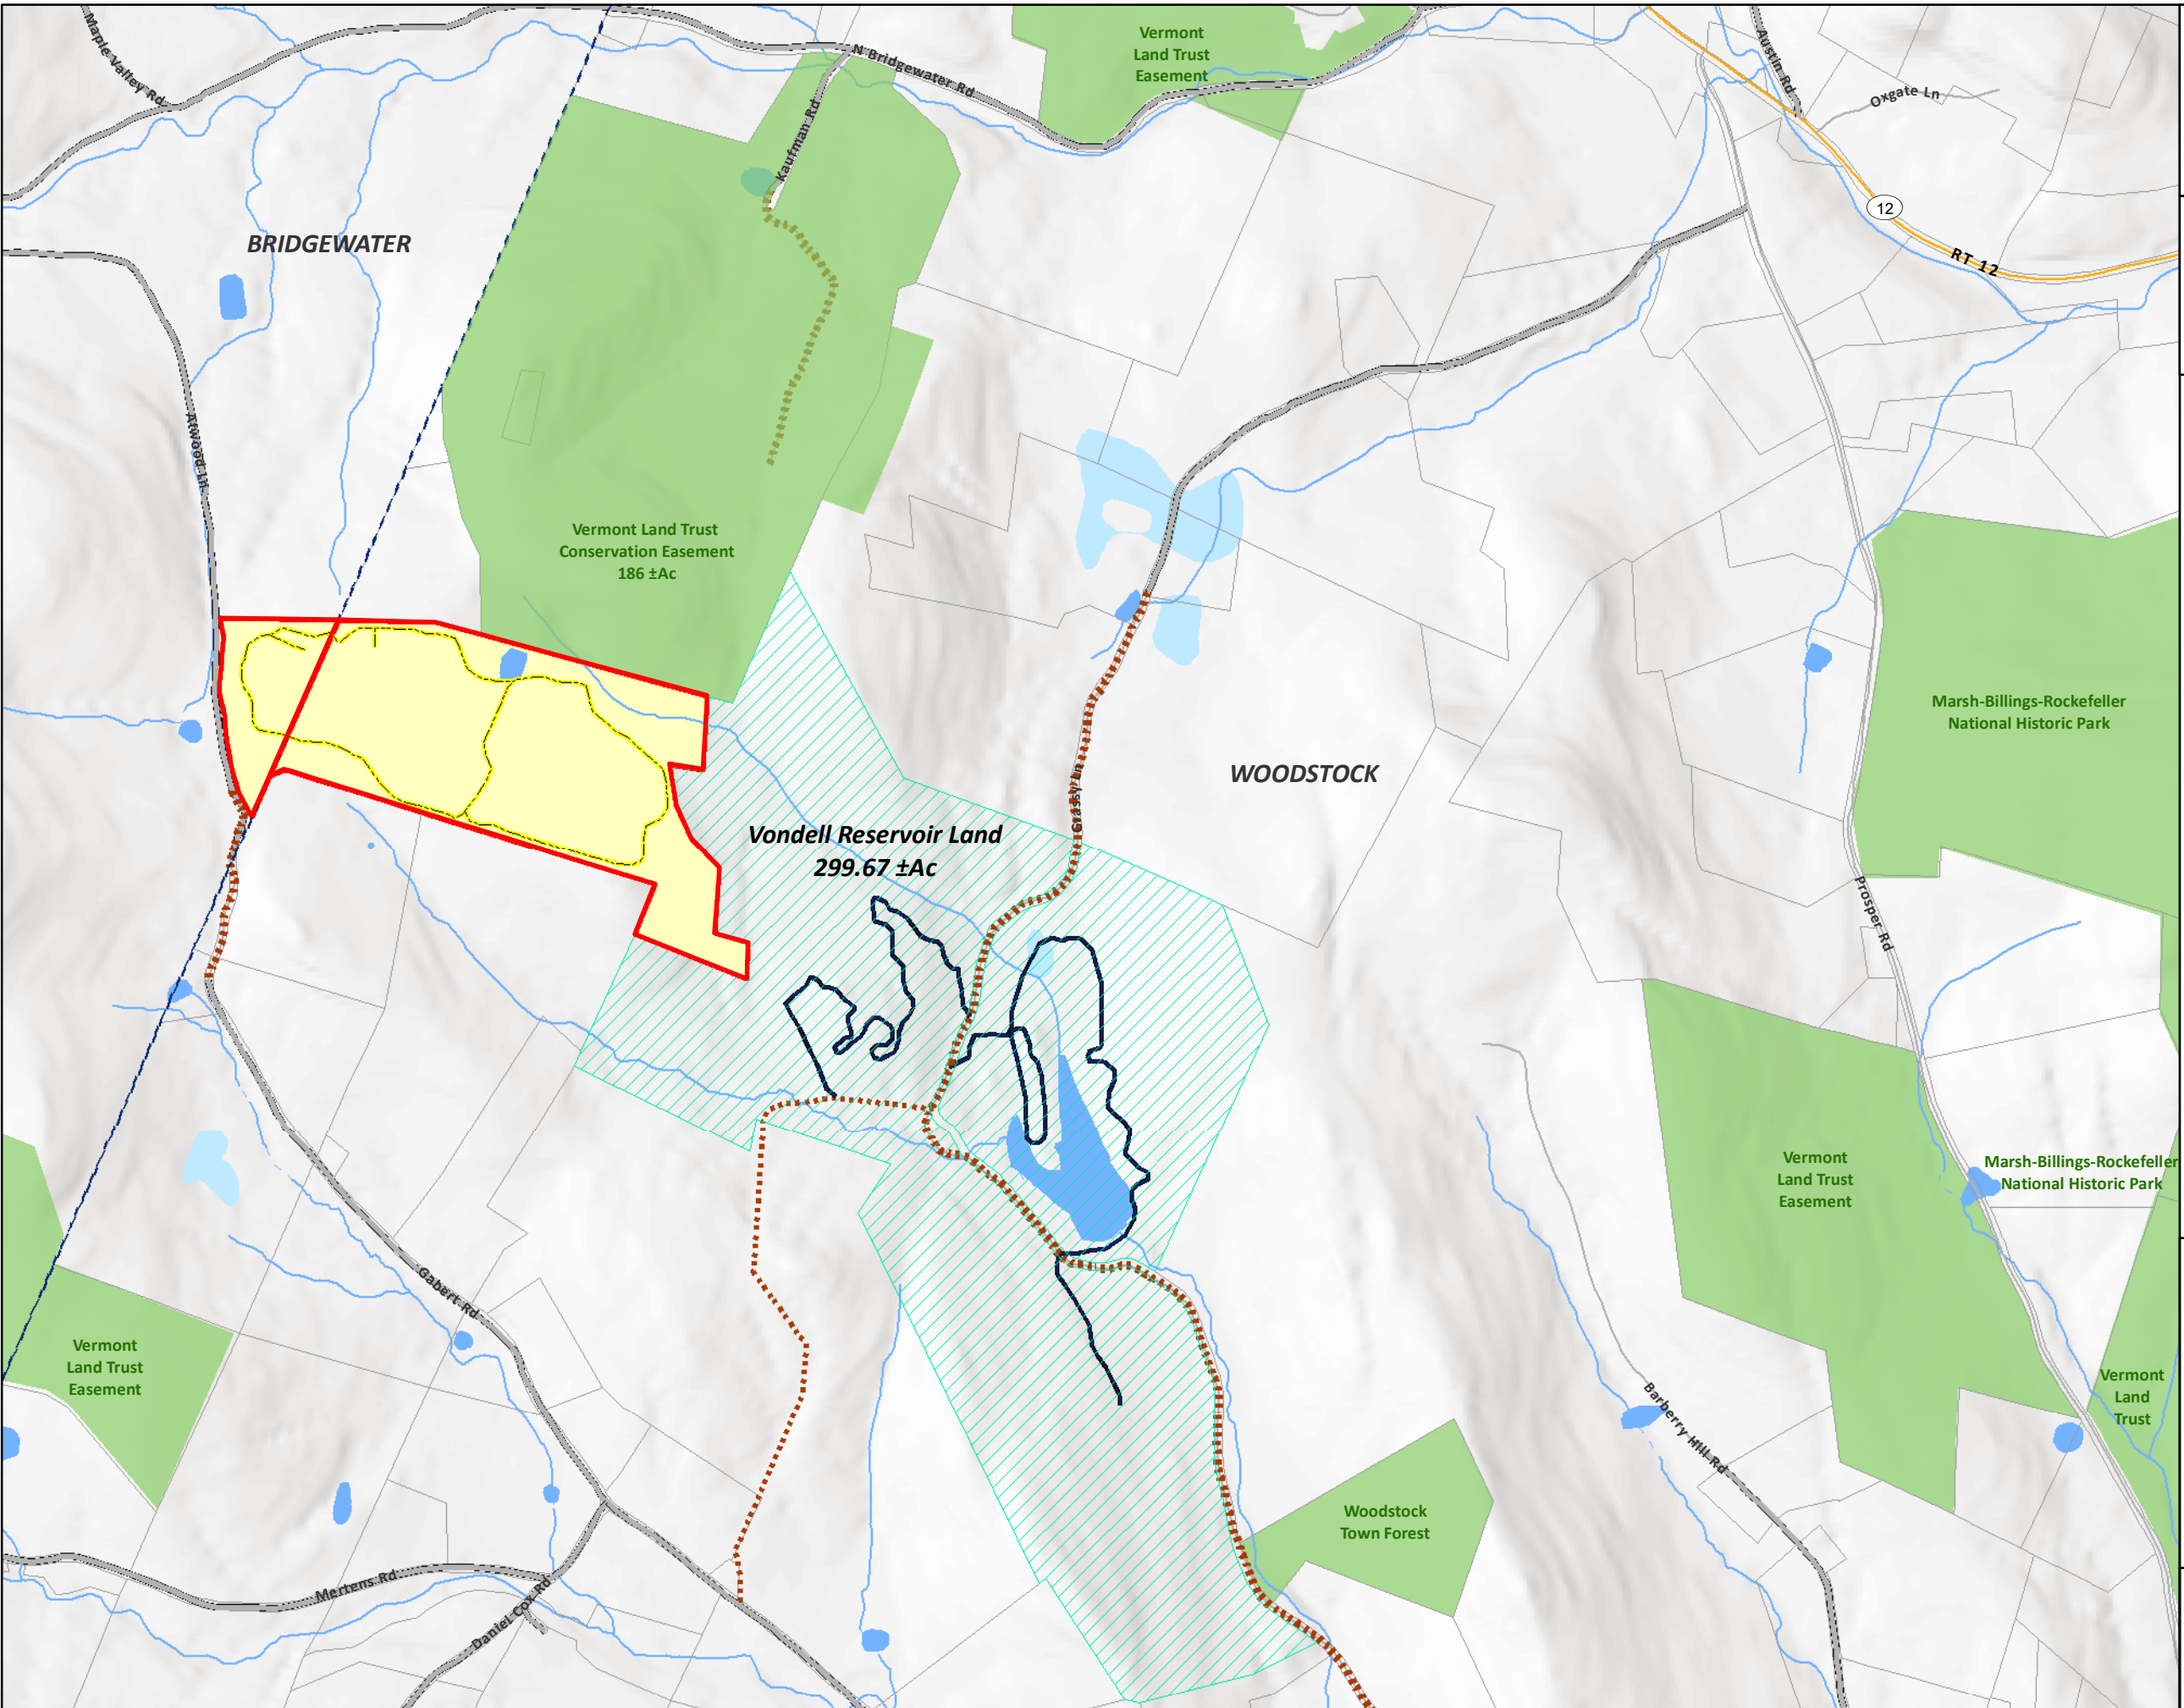 Maple Valley Rd
N Bridgewater Rd
Vermont
Land Trust
Easement
Austin Rd
Oxgate Ln
Kaufman Rd
12
RT 12
BRIDGEWATER
Atwood Ln
Vermont Land Trust
Conservation Easement
186 ±Ac
Marsh-Billings-Rockefeller
National Historic Park
WOODSTOCK
Grassy Ln
Vondell Reservoir Land
299.67 ±Ac
Prosper Rd
Vermont
Land Trust
Easement
Marsh-Billings-Rockefeller
National Historic Park
Gabert Rd
Vermont
Land Trust
Easement
Vermont
Land
Trust
Barberry Hill Rd
Woodstock
Town Forest
Mertens Rd
Daniel Cox Rd